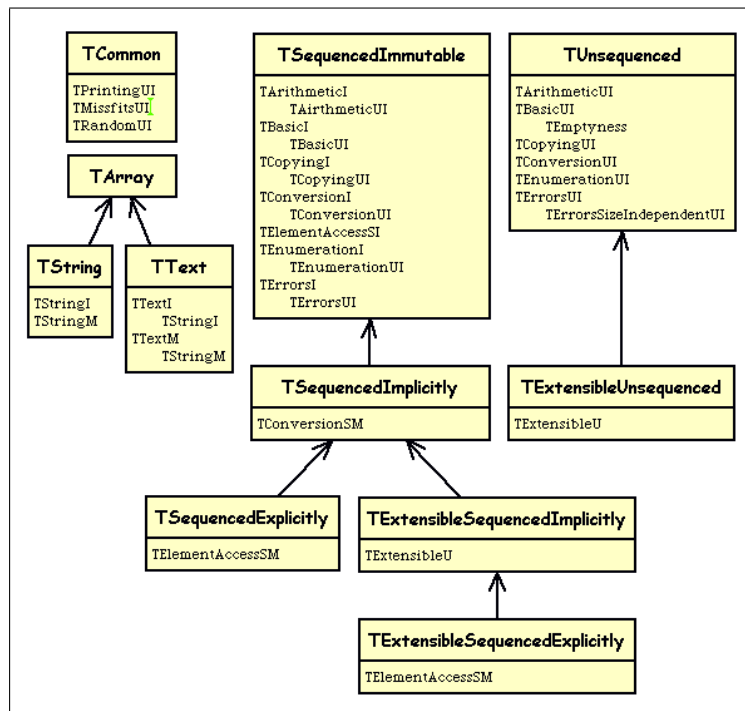 TCommon
TPrintingUI
TMissfitsUI
TRandomUI
TArray
TString
TStringI
TStringM
TText
TTextI
TStringI
TTextM
TStringM
TSequencedImmutable
TArithmeticI
TAirthmeticUI
TBasicI
TBasicUI
TCopyingI
TCopyingUI
TConversionI
TConversionUI
TElementAccessSI
TEnumerationI
TEnumerationUI
TErrorsI
TErrorsUI
TUnsequenced
TArithmeticUI
TBasicUI
TEmptyness
TCopyingUI
TConversionUI
TEnumerationUI
TErrorsUI
TErrorsSizeIndependentUI
TSequencedImplicitly
TConversionSM
TExtensibleUnsequenced
TExtensibleU
TSequencedExplicitly
TElementAccessSM
TExtensibleSequencedImplicitly
TExtensibleU
TExtensibleSequencedExplicitly
TElementAccessSM